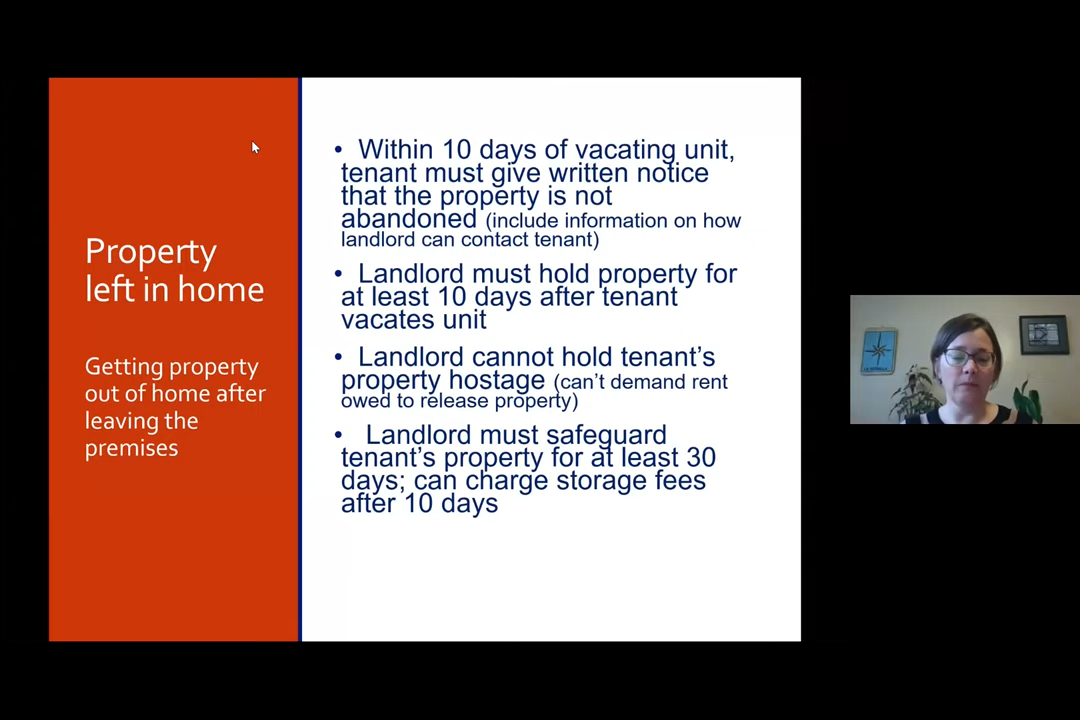 Property
left in home
Getting property
out of home after
leaving the
premises
• Within 10 days of vacating unit,
tenant must give written notice
that the property is not
abandoned (include information on how
landlord can contact tenant)
• Landlord must hold property for
at least 10 days after tenant
vacates unit
• Landlord cannot hold tenant's
property hostage (can't demand rent
owed to release property)
• Landlord must safeguard
tenant's property for at least 30
days; can charge storage fees
after 10 days